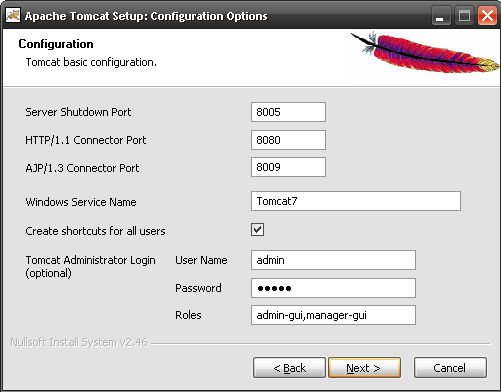 Apache Tomcat Setup: Configuration Options
Configuration
Tomcat basic configuration.
Server Shutdown Port 8005
HTTP/1.1 Connector Port 8080
AJP/1.3 Connector Port 8009
Windows Service Name Tomcat7
Create shortcuts for all users
Tomcat Administrator Login User Name admin
(optional)
Password ●●●●●
Roles admin-gui,manager-gui
Nullsoft Install System v2.46
< Back Next > Cancel